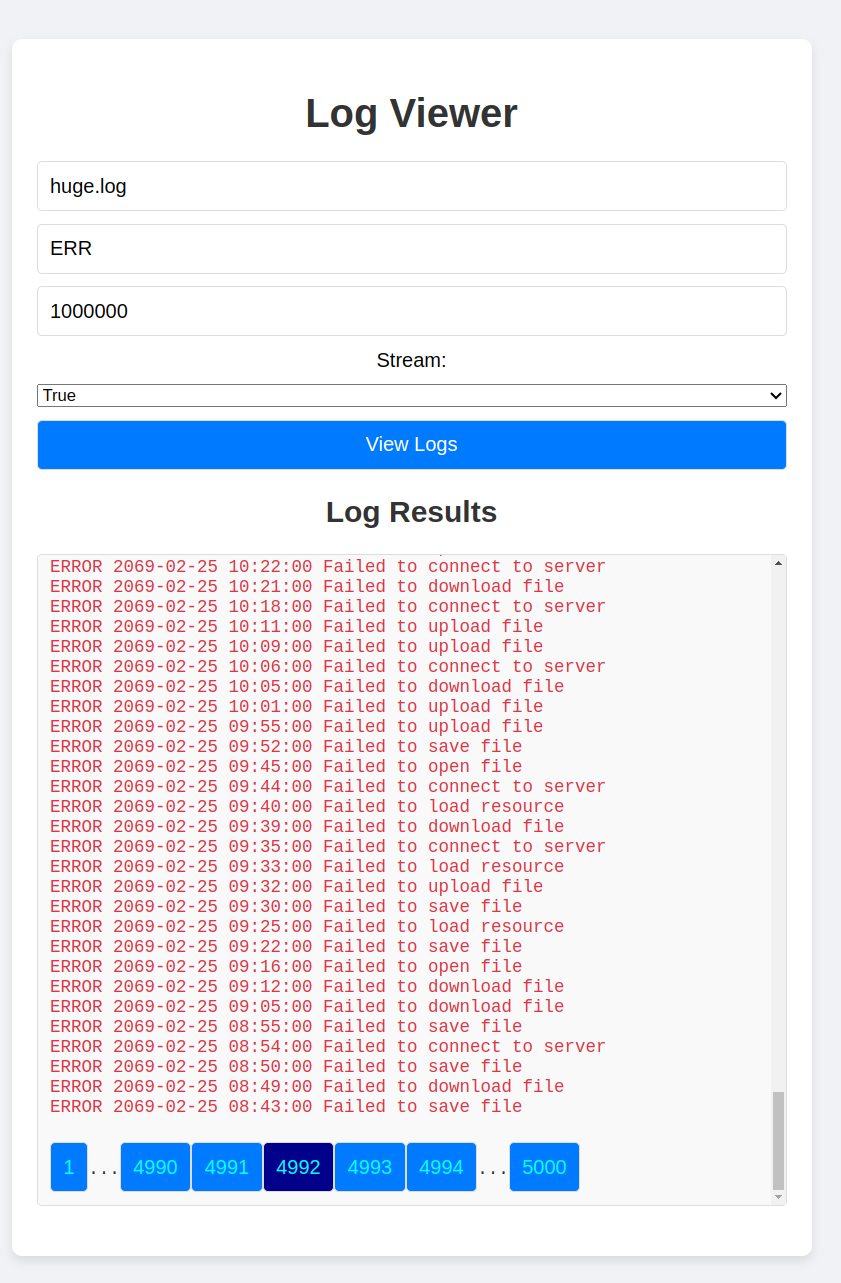 Log Viewer
huge.log
ERR
1000000
Stream:
True
View Logs
Log Results
ERROR 2069-02-25 10:22:00 Failed to connect to server
ERROR 2069-02-25 10:21:00 Failed to download file
ERROR 2069-02-25 10:18:00 Failed to connect to server
ERROR 2069-02-25 10:11:00 Failed to upload file
ERROR 2069-02-25 10:09:00 Failed to upload file
ERROR 2069-02-25 10:06:00 Failed to connect to server
ERROR 2069-02-25 10:05:00 Failed to download file
ERROR 2069-02-25 10:01:00 Failed to upload file
ERROR 2069-02-25 09:55:00 Failed to upload file
ERROR 2069-02-25 09:52:00 Failed to save file
ERROR 2069-02-25 09:45:00 Failed to open file
ERROR 2069-02-25 09:44:00 Failed to connect to server
ERROR 2069-02-25 09:40:00 Failed to load resource
ERROR 2069-02-25 09:39:00 Failed to download file
ERROR 2069-02-25 09:35:00 Failed to connect to server
ERROR 2069-02-25 09:33:00 Failed to load resource
ERROR 2069-02-25 09:32:00 Failed to upload file
ERROR 2069-02-25 09:30:00 Failed to save file
ERROR 2069-02-25 09:25:00 Failed to load resource
ERROR 2069-02-25 09:22:00 Failed to save file
ERROR 2069-02-25 09:16:00 Failed to open file
ERROR 2069-02-25 09:12:00 Failed to download file
ERROR 2069-02-25 09:05:00 Failed to download file
ERROR 2069-02-25 08:55:00 Failed to save file
ERROR 2069-02-25 08:54:00 Failed to connect to server
ERROR 2069-02-25 08:50:00 Failed to save file
ERROR 2069-02-25 08:49:00 Failed to download file
ERROR 2069-02-25 08:43:00 Failed to save file
1 ... 4990 4991 4992 4993 4994 ... 5000